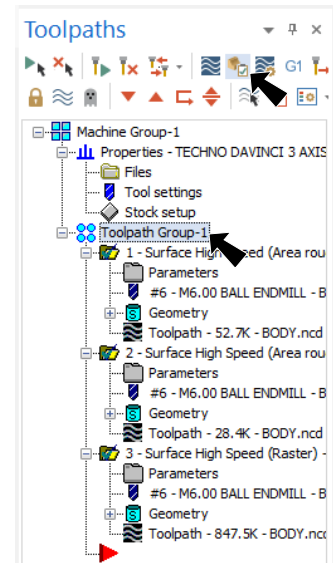 Toolpaths
G1
Machine Group-1
Properties - TECHNO DAVINCI 3 AXIS
Files
Tool settings
Stock setup
Toolpath Group-1
1 - Surface High Speed (Area rou
Parameters
#6 - M6.00 BALL ENDMILL - B
Geometry
Toolpath - 52.7K - BODY.ncd
2 - Surface High Speed (Area rou
Parameters
#6 - M6.00 BALL ENDMILL - B
Geometry
Toolpath - 28.4K - BODY.ncd
3 - Surface High Speed (Raster) -
Parameters
#6 - M6.00 BALL ENDMILL - B
Geometry
Toolpath - 847.5K - BODY.nc